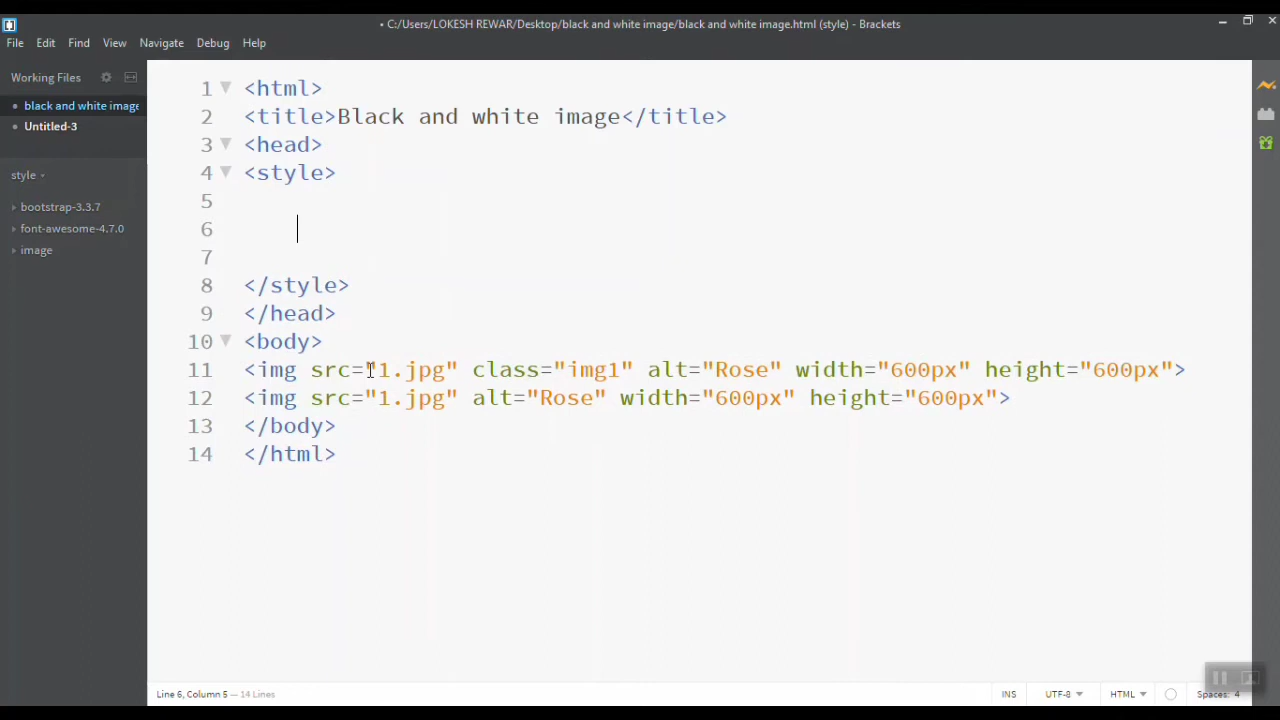 • C:/Users/LOKESH REWAR/Desktop/black and white image/black and white image.html (style) - Brackets
File Edit Find View Navigate Debug Help
Working Files
black and white image
Untitled-3
style
bootstrap-3.3.7
font-awesome-4.7.0
image
1 <html>
2 <title>Black and white image</title>
3 <head>
4 <style>
5
6
7
8 </style>
9 </head>
10 <body>
11 <img src="1.jpg" class="img1" alt="Rose" width="600px" height="600px">
12 <img src="1.jpg" alt="Rose" width="600px" height="600px">
13 </body>
14 </html>
Line 6, Column 5 — 14 Lines
INS UTF-8 HTML Spaces: 4